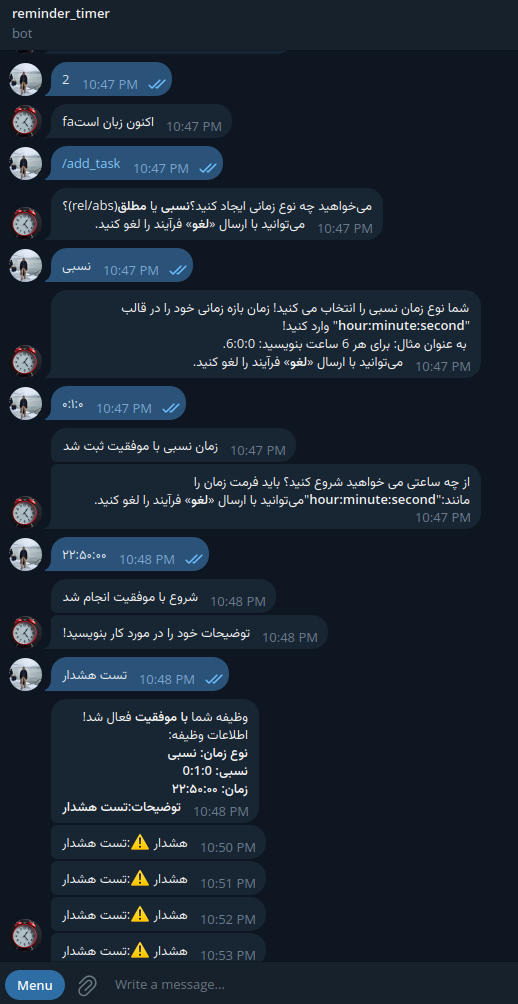 reminder_timer
bot
2 10:47 PM
اکنون زبان استfa 10:47 PM
/add_task 10:47 PM
می‌خواهید چه نوع زمانی ایجاد کنید؟نسبی یا مطلق(rel/abs)؟
می‌توانید با ارسال «لغو» فرآیند را لغو کنید. 10:47 PM
نسبی 10:47 PM
شما نوع زمان نسبی را انتخاب می کنید! زمان بازه زمانی خود را در قالب
"hour:minute:second" وارد کنید!
به عنوان مثال: برای هر 6 ساعت بنویسید: 6:0:0.
می‌توانید با ارسال «لغو» فرآیند را لغو کنید. 10:47 PM
۰:۱:۰ 10:47 PM
زمان نسبی با موفقیت ثبت شد 10:47 PM
از چه ساعتی می خواهید شروع کنید؟ باید فرمت زمان را
مانند:"hour:minute:second"می‌توانید با ارسال «لغو» فرآیند را لغو کنید.
10:47 PM
۲۲:۵۰:۰۰ 10:48 PM
شروع با موفقیت انجام شد 10:48 PM
توضیحات خود را در مورد کار بنویسید! 10:48 PM
تست هشدار 10:48 PM
وظیفه شما با موفقیت فعال شد!
اطلاعات وظیفه:
نوع زمان: نسبی
نسبی: 0:1:0
زمان: ۲۲:۵۰:۰۰
توضیحات:تست هشدار 10:48 PM
هشدار ⚠️:تست هشدار 10:50 PM
هشدار ⚠️:تست هشدار 10:51 PM
هشدار ⚠️:تست هشدار 10:52 PM
هشدار ⚠️:تست هشدار 10:53 PM
Menu
Write a message...